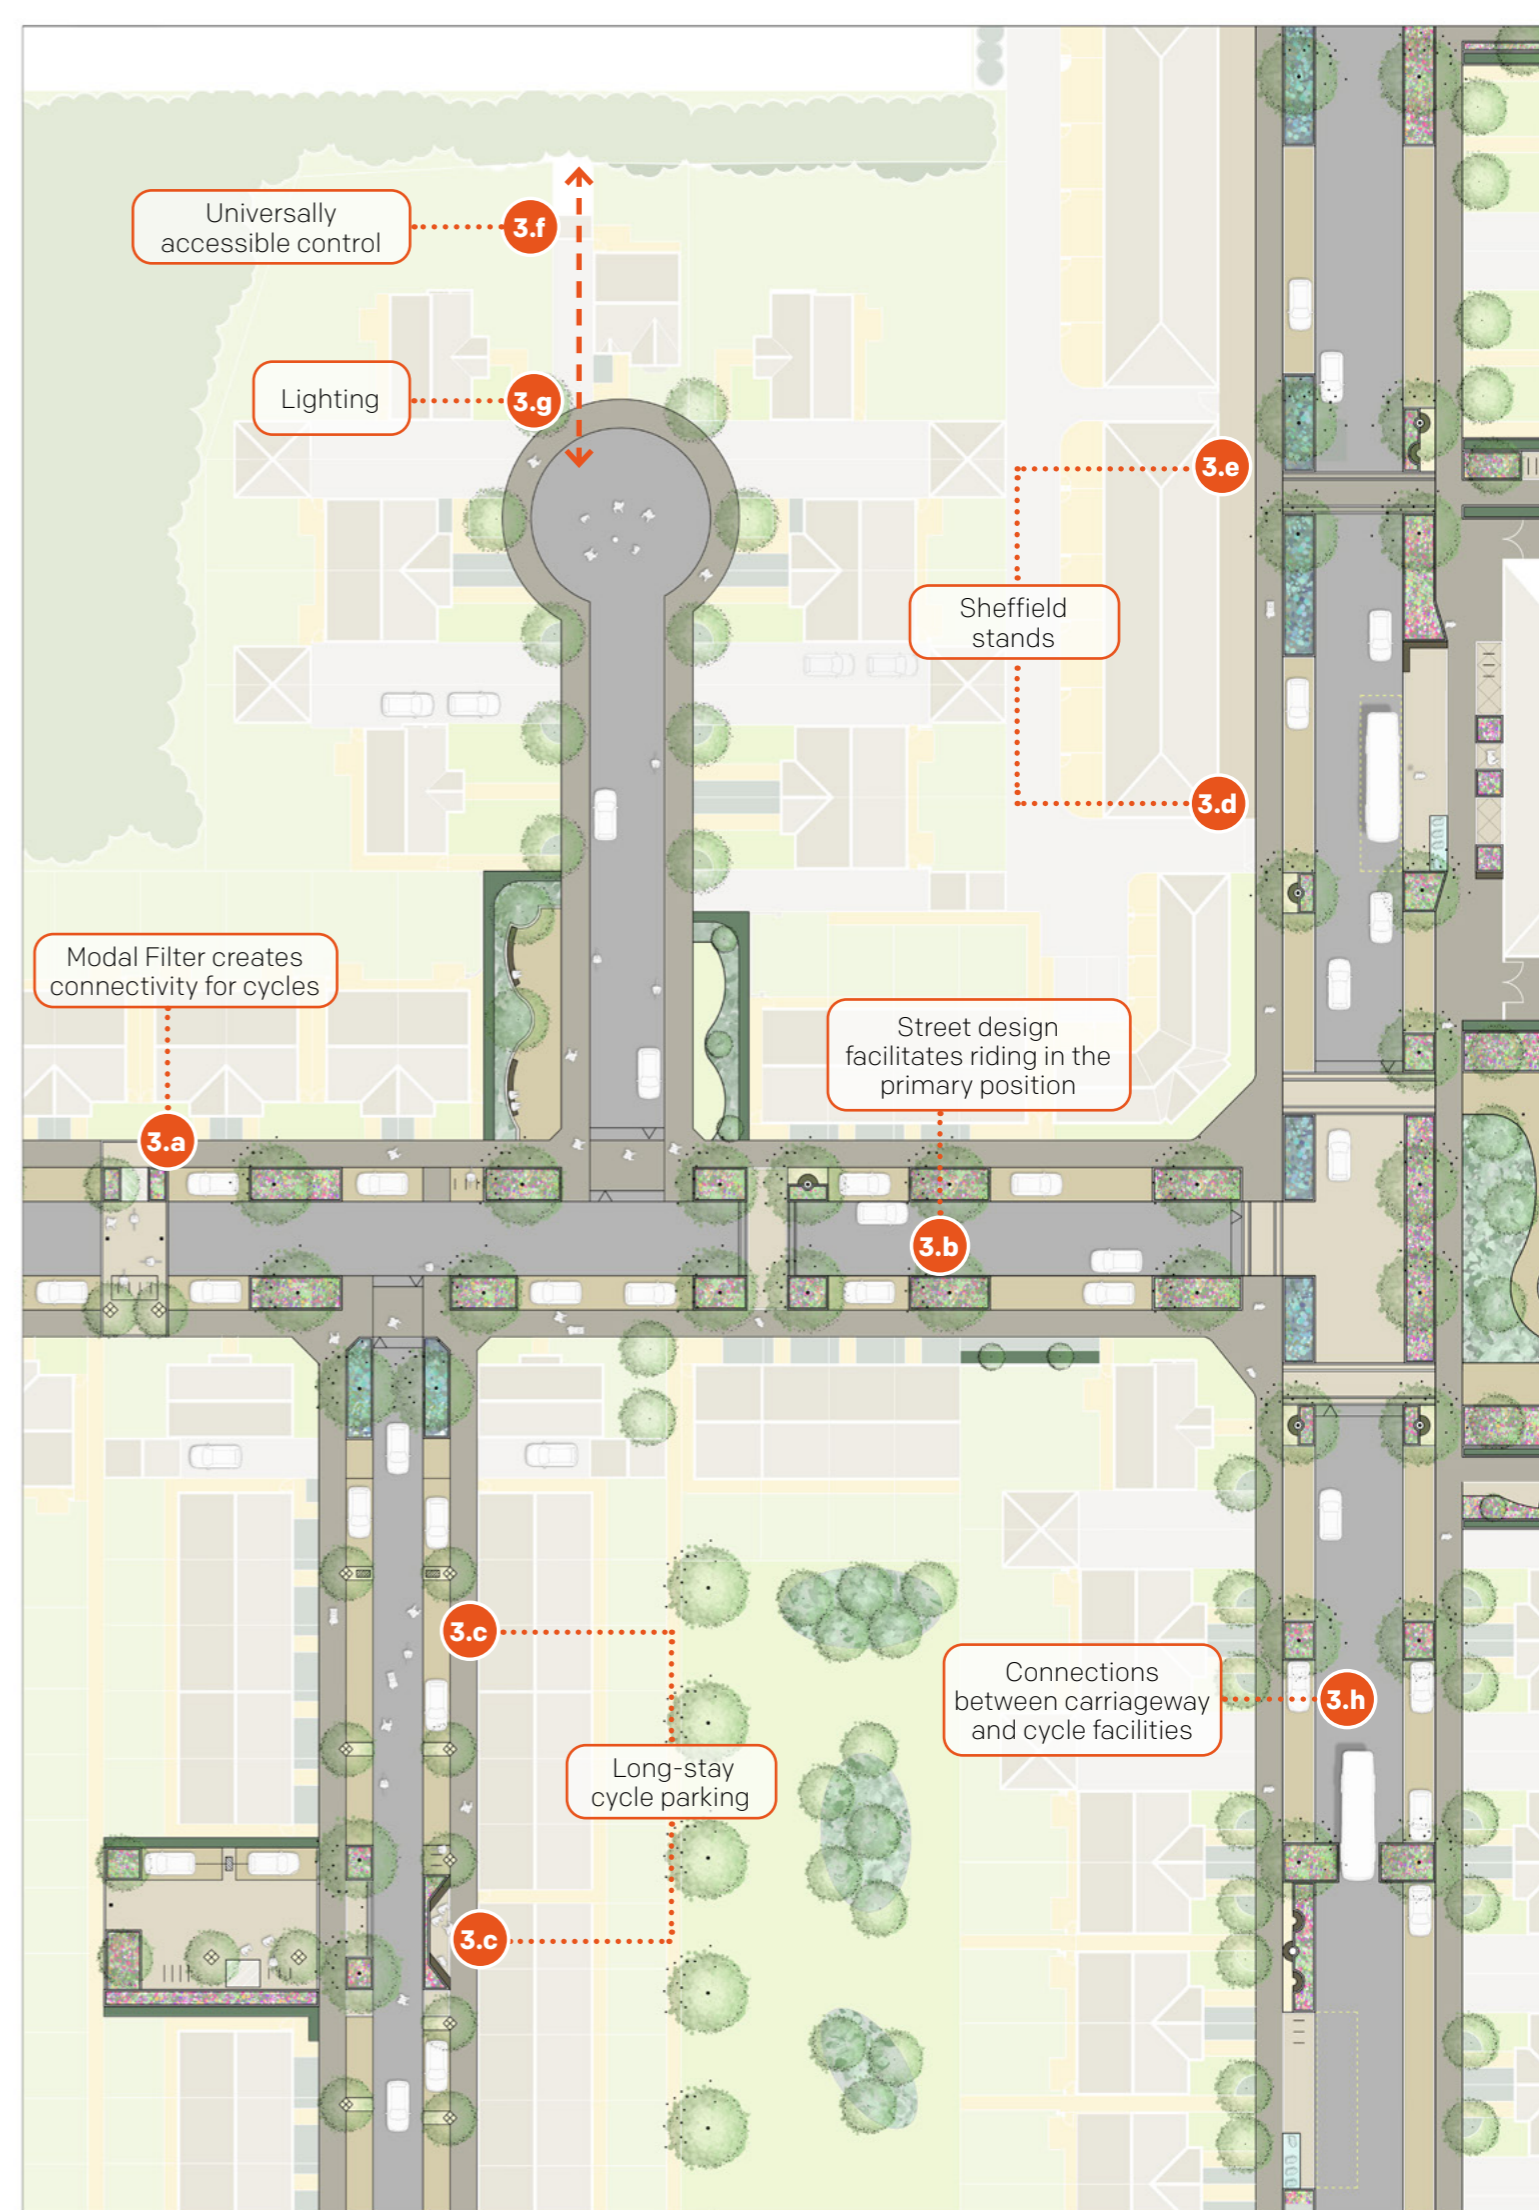 Universally
accessible control
3.f
Lighting
3.g
3.e
Sheffield
stands
3.d
Modal Filter creates
connectivity for cycles
3.a
Street design
facilitates riding in the
primary position
3.b
3.c
Connections
between carriageway
and cycle facilities
3.h
Long-stay
cycle parking
3.c